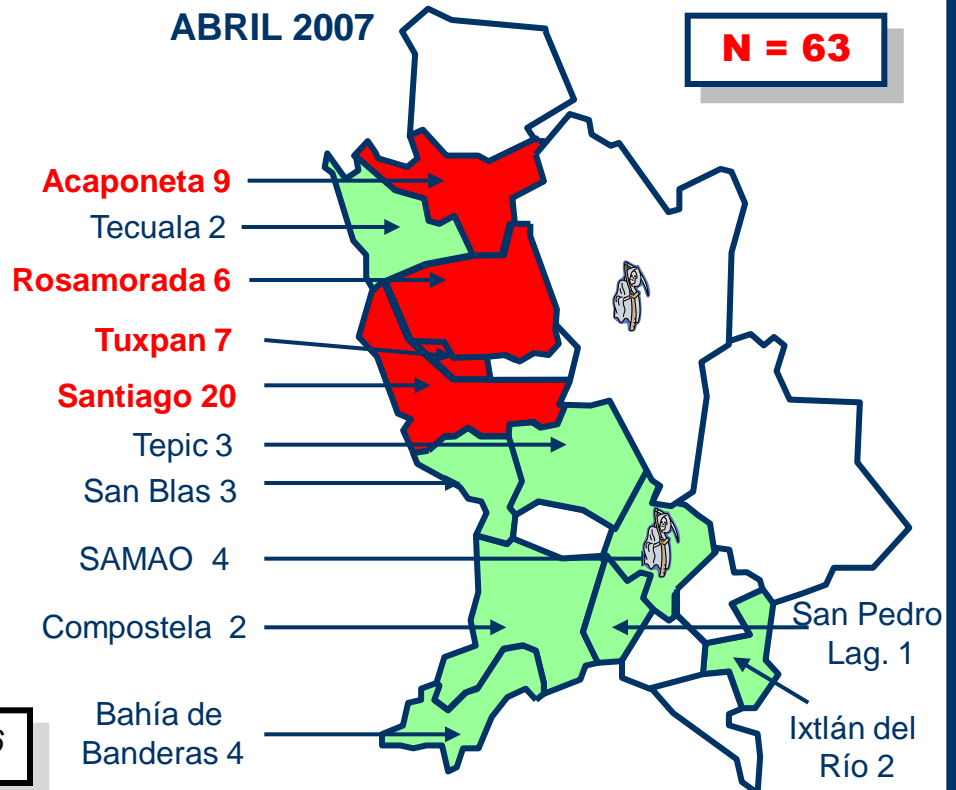 ABRIL 2007
N = 63
Acaponeta 9
Tecuala 2
Rosamorada 6
Tuxpan 7
Santiago 20
Tepic 3
San Blas 3
SAMAO 4
Compostela 2
Bahía de
Banderas 4
San Pedro
Lag. 1
Ixtlán del
Río 2